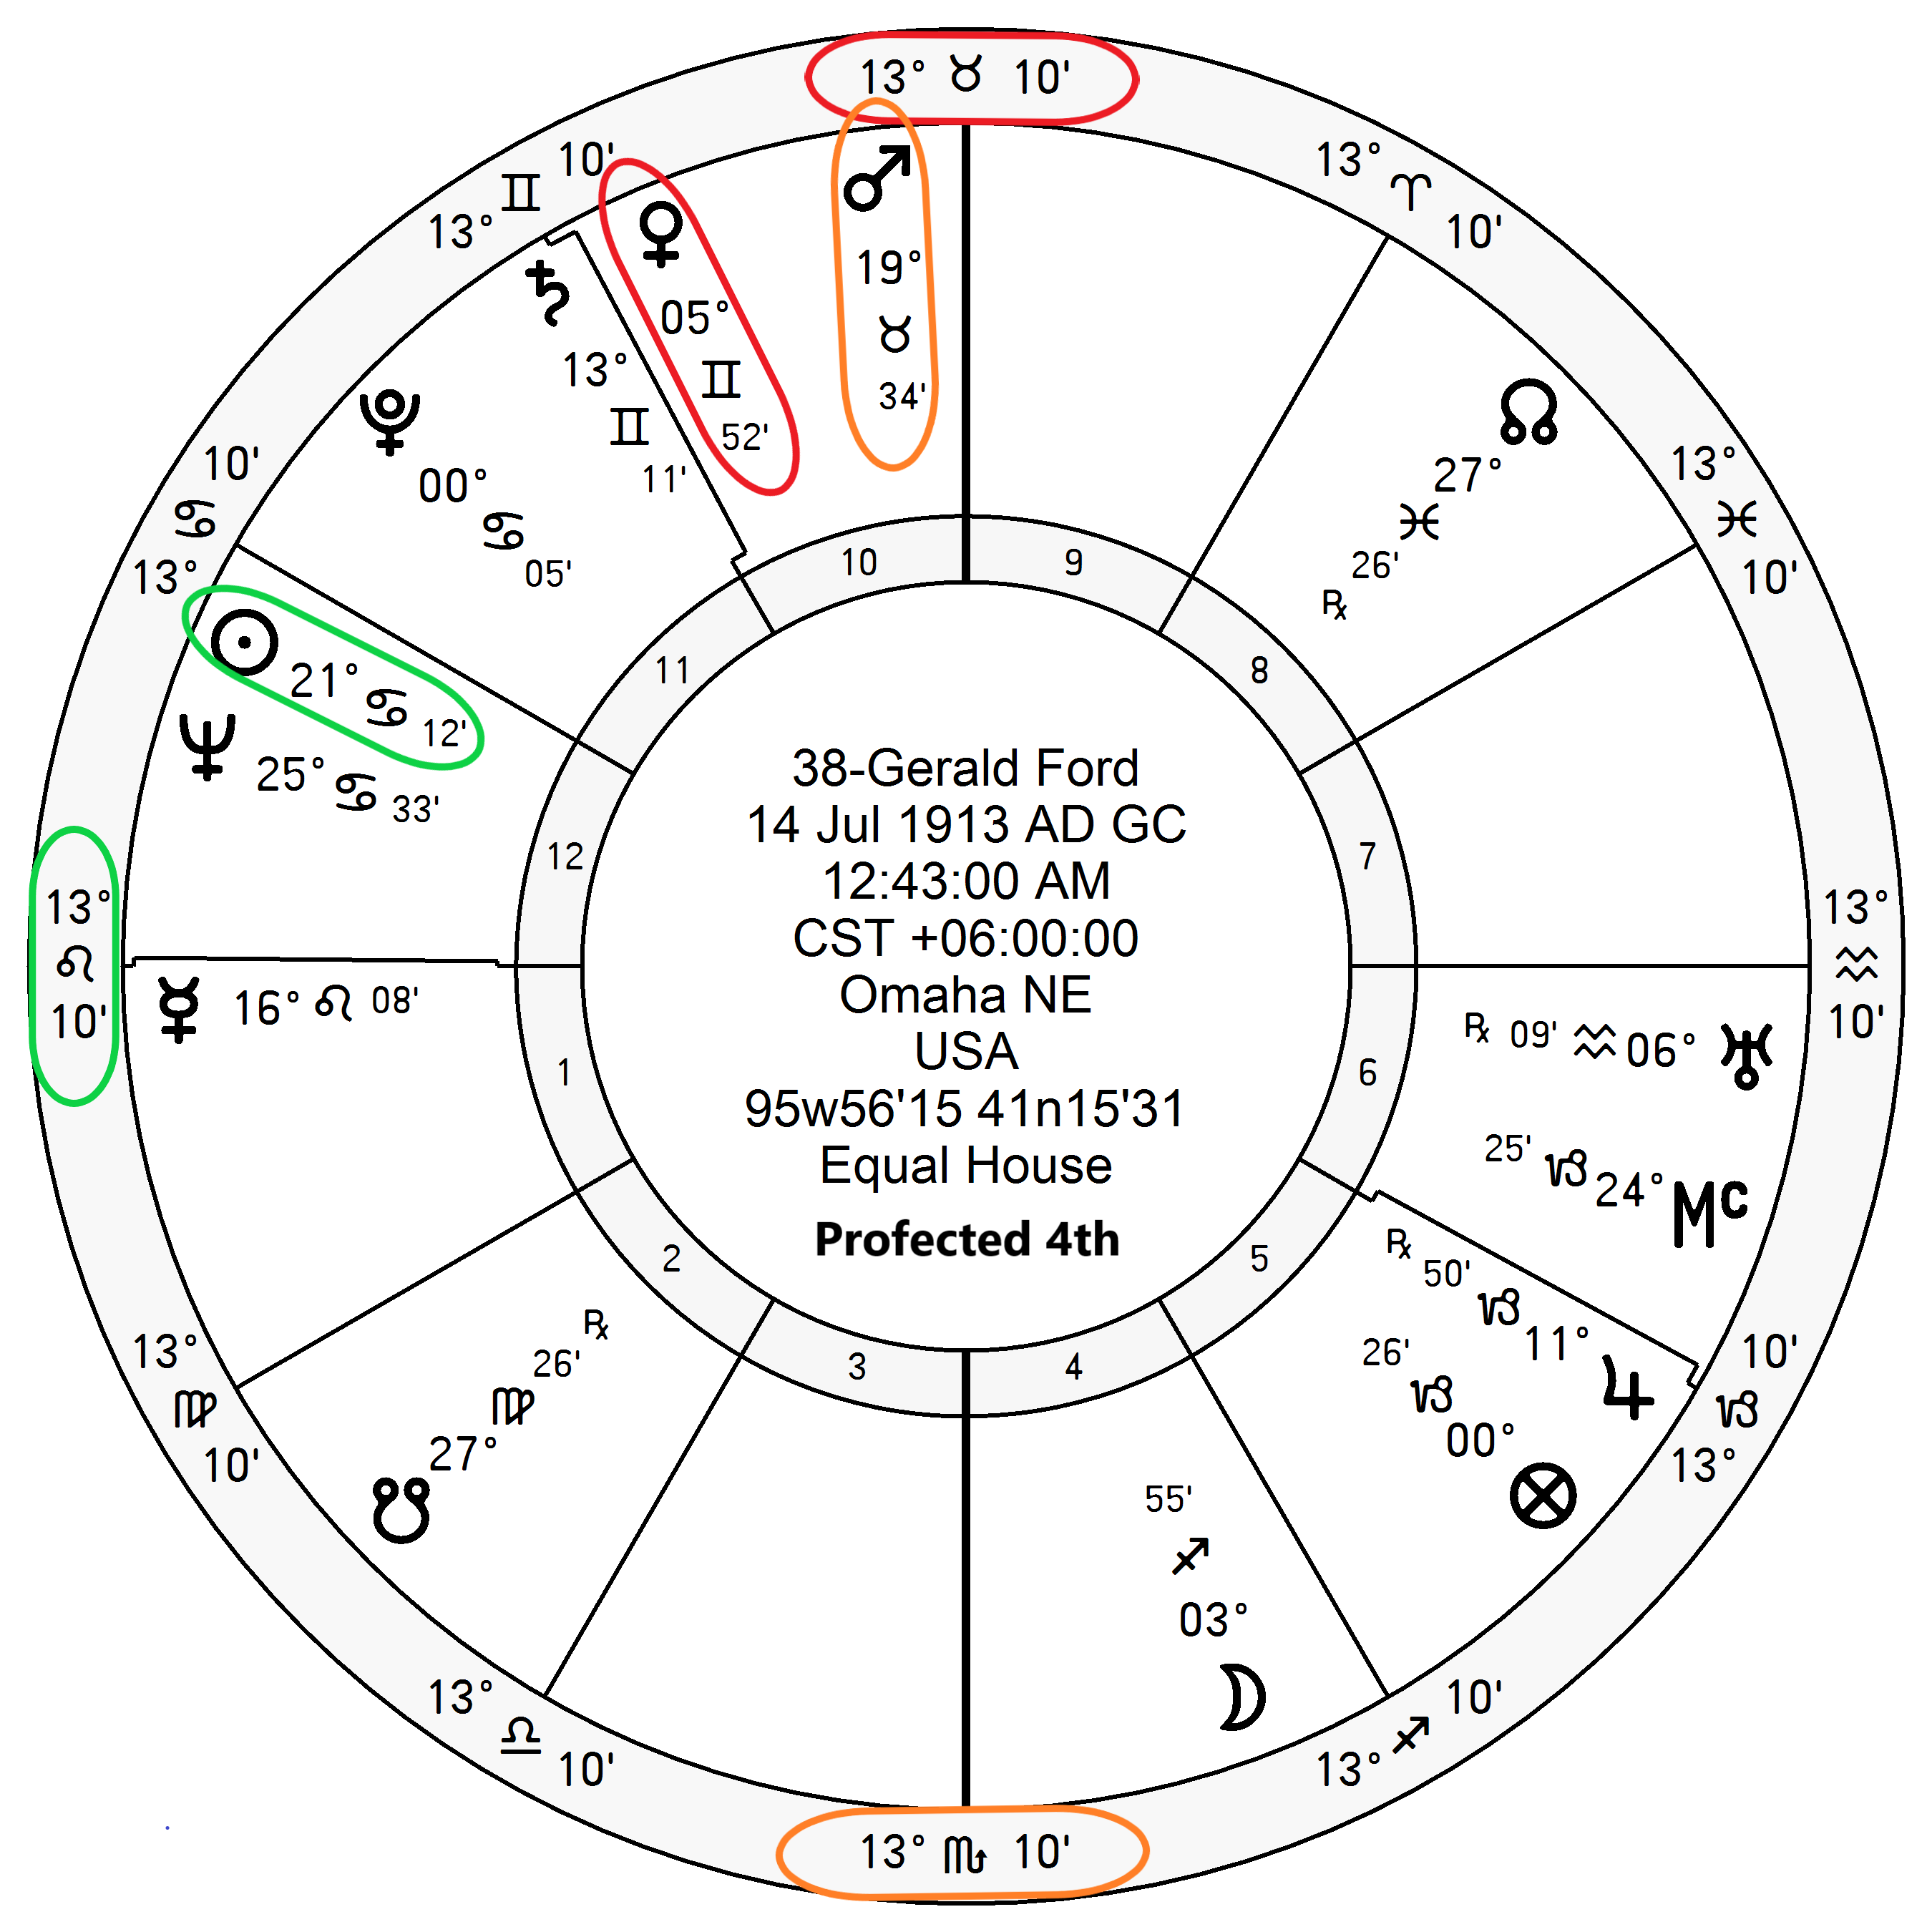 13° ♉ 10'
10' ♊ 13°
13° ♈ 10'
♂ 19° ♉ 34'
♀ 05° ♊ 52'
♄ 13° ♊ 11'
♇ 00° ♋ 05'
☊ 27° ♓ 26' ℞
10' ♋ 13°
13° ♓ 10'
☉ 21° ♋ 12'
♆ 25° ♋ 33'
10 9
11 8
12 7
1 6
2 5
3 4
38-Gerald Ford
14 Jul 1913 AD GC
12:43:00 AM
CST +06:00:00
Omaha NE
USA
95w56'15 41n15'31
Equal House
Profected 4th
13° ♌ 10'
☿ 16° ♌ 08'
13° ♒ 10'
℞ 09' ♒ 06° ♅
25' ♑ 24° Mc
℞ 50' ♑ 11° ♃
26' ♑ 00° ⊗
13° ♍ 10'
10' ♑ 13°
☋ 27° ♍ 26' ℞
55' ♐ 03° ☽
13° ♎ 10'
13° ♐ 10'
13° ♏ 10'